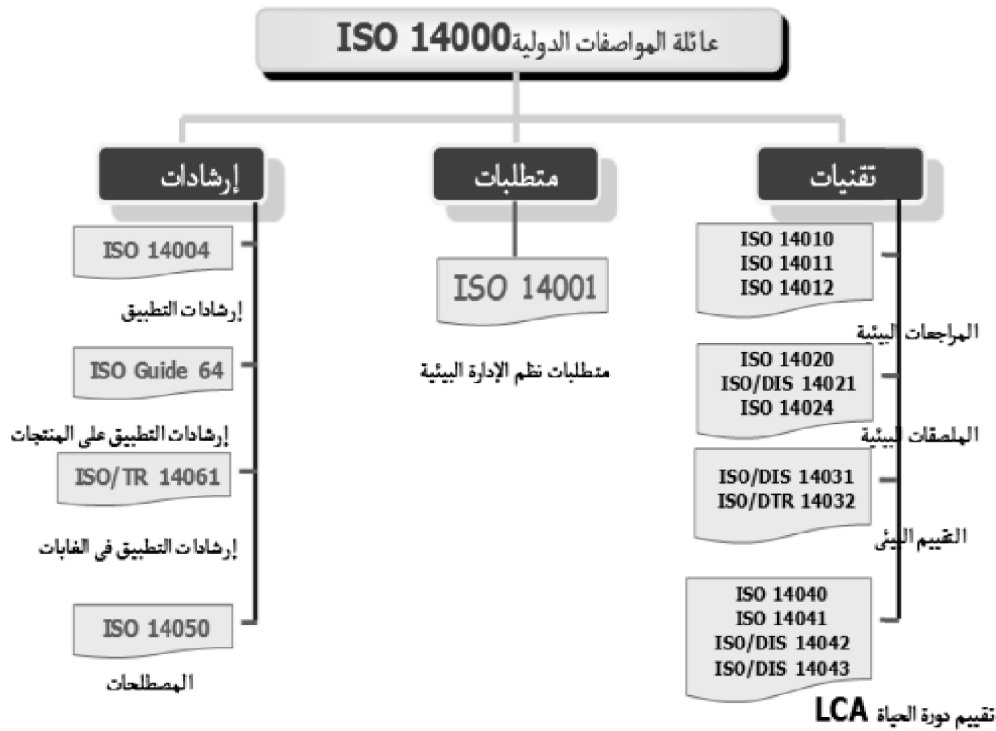 عائلة المواصفات الدولية ISO 14000
تقنيات
ISO 14010
ISO 14011
ISO 14012
المراجعات البيئية
ISO 14020
ISO/DIS 14021
ISO 14024
الملصقات البيئية
ISO/DIS 14031
ISO/DTR 14032
التقييم البيئى
ISO 14040
ISO 14041
ISO/DIS 14042
ISO/DIS 14043
تقييم دورة الحياة LCA
متطلبات
ISO 14001
متطلبات نظم الإدارة البيئية
إرشادات
ISO 14004
إرشادات التطبيق
ISO Guide 64
إرشادات التطبيق على المنتجات
ISO/TR 14061
إرشادات التطبيق فى الغابات
ISO 14050
المصطلحات